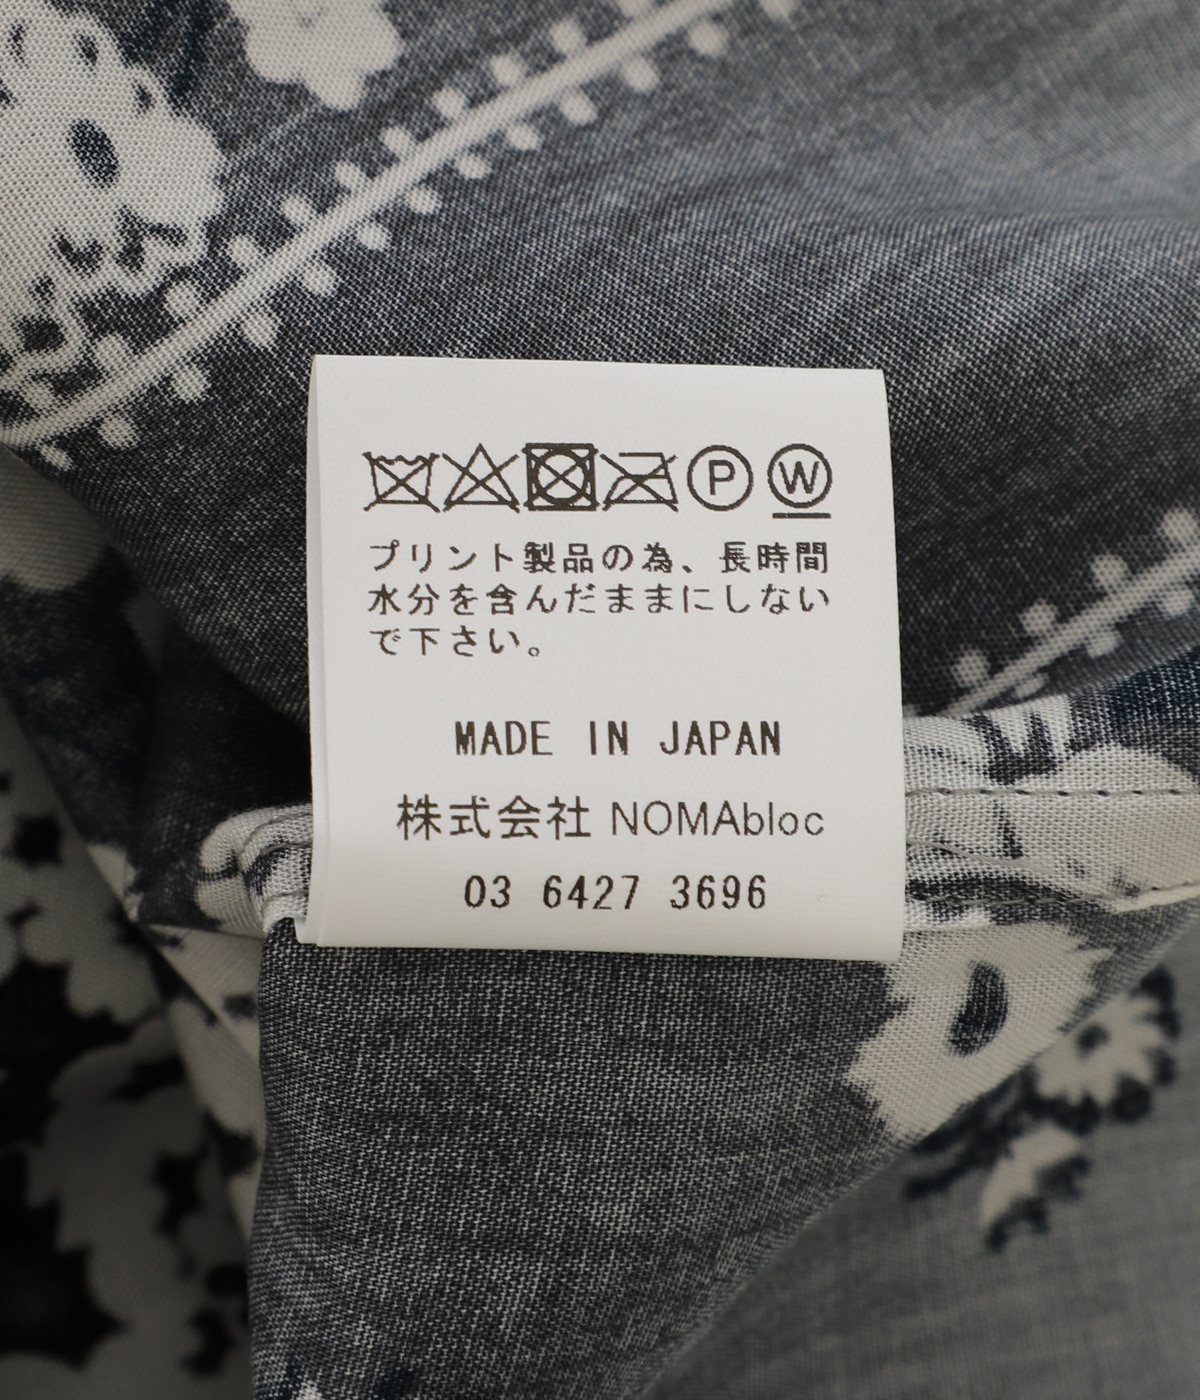 P W
プリント製品の為、長時間
水分を含んだままにしない
で下さい。
MADE IN JAPAN
株式会社 NOMAbloc
03 6427 3696